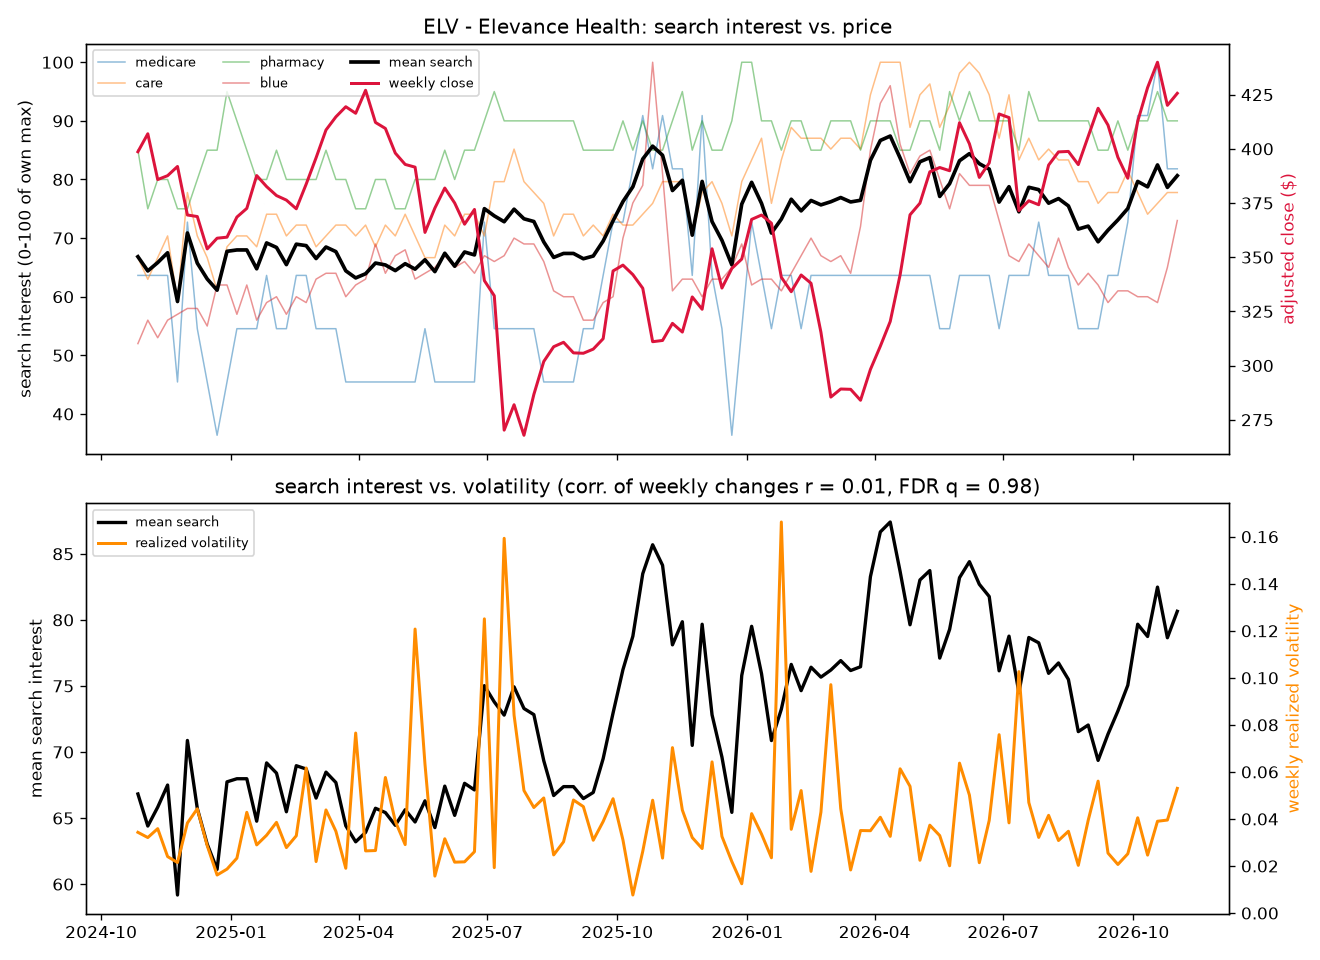 ELV - Elevance Health: search interest vs. price
medicare
care
pharmacy
blue
mean search
weekly close
search interest (0-100 of own max)
100
90
80
70
60
50
40
adjusted close ($)
425
400
375
350
325
300
275
search interest vs. volatility (corr. of weekly changes r = 0.01, FDR q = 0.98)
mean search
realized volatility
mean search interest
85
80
75
70
65
60
weekly realized volatility
0.16
0.14
0.12
0.10
0.08
0.06
0.04
0.02
0.00
2024-10
2025-01
2025-04
2025-07
2025-10
2026-01
2026-04
2026-07
2026-10